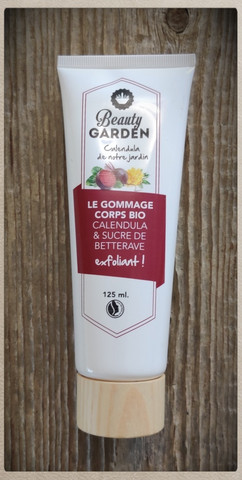 Beauty
GARDEN
Calendula
de notre jardin
LE GOMMAGE
CORPS BIO
CALENDULA
& SUCRE DE
BETTERAVE
exfoliant !
125 ml.